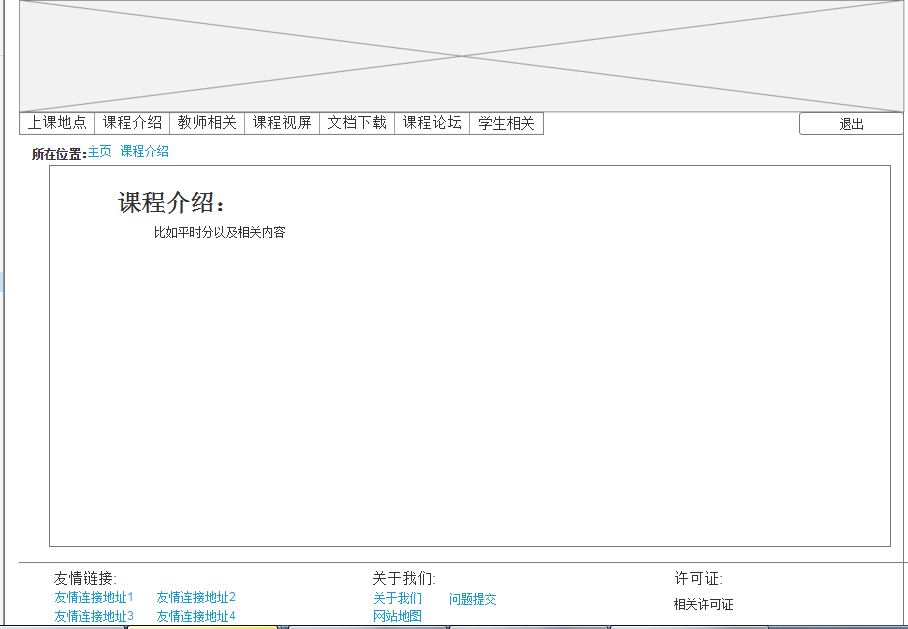 上课地点 课程介绍 教师相关 课程视屏 文档下载 课程论坛 学生相关 退出
所在位置:主页 课程介绍
课程介绍：
比如平时分以及相关内容
友情链接: 关于我们: 许可证:
友情连接地址1 友情连接地址2 关于我们 问题提交 相关许可证
友情连接地址3 友情连接地址4 网站地图